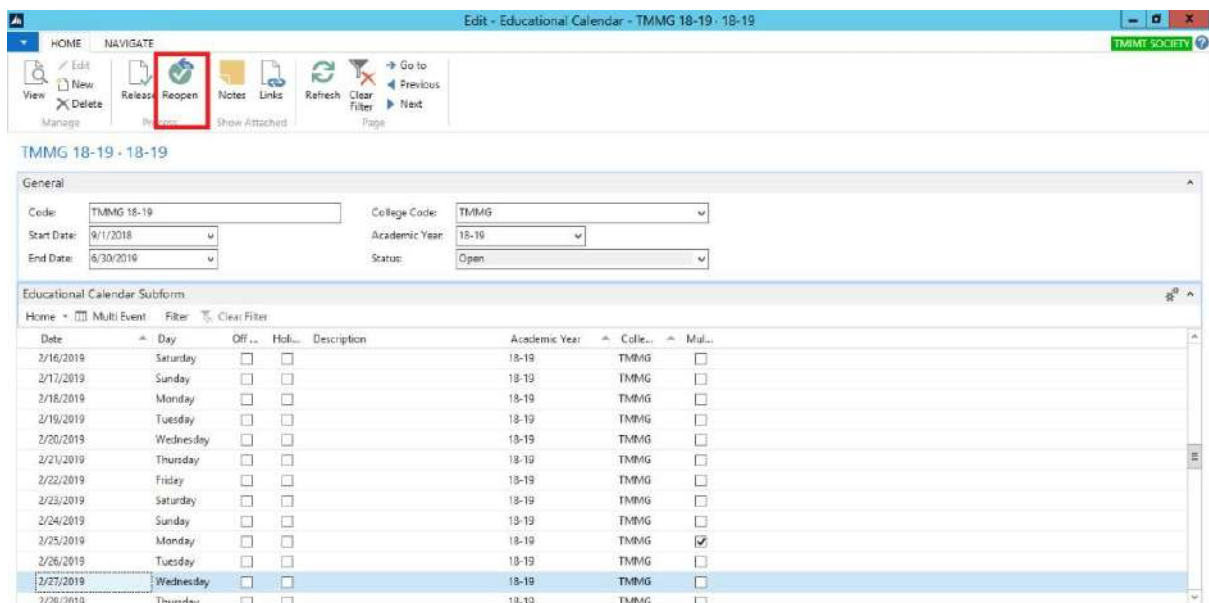 Edit - Educational Calendar - TMMG 18-19 · 18-19
HOME NAVIGATE
TMIMT SOCIETY
View
Edit
New
Delete
Release
Reopen
Notes
Links
Refresh
Clear Filter
Go to
Previous
Next
Manage
Process
Show Attached
Page
TMMG 18-19 · 18-19
General
Code: TMMG 18-19 College Code: TMMG
Start Date: 9/1/2018 Academic Year: 18-19
End Date: 6/30/2019 Status: Open
Educational Calendar Subform
Home Multi Event Filter Clear Filter
Date Day Off ... Holi... Description Academic Year Colle... Mul...
2/16/2019 Saturday 18-19 TMMG
2/17/2019 Sunday 18-19 TMMG
2/18/2019 Monday 18-19 TMMG
2/19/2019 Tuesday 18-19 TMMG
2/20/2019 Wednesday 18-19 TMMG
2/21/2019 Thursday 18-19 TMMG
2/22/2019 Friday 18-19 TMMG
2/23/2019 Saturday 18-19 TMMG
2/24/2019 Sunday 18-19 TMMG
2/25/2019 Monday 18-19 TMMG
2/26/2019 Tuesday 18-19 TMMG
2/27/2019 Wednesday 18-19 TMMG
2/28/2019 Thursday 18-19 TMMG